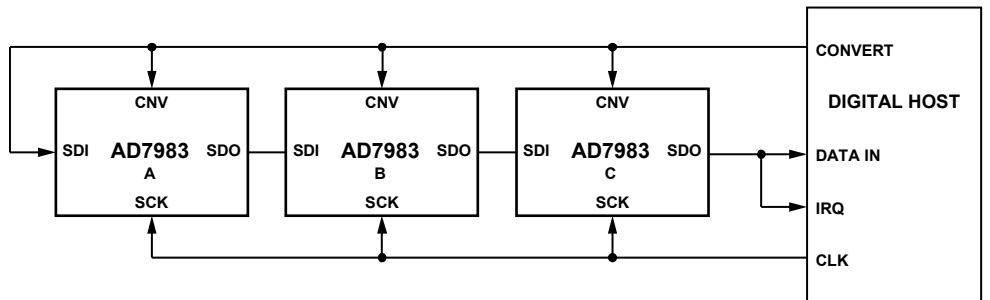 CONVERT
DIGITAL HOST
CNV
CNV
CNV
SDI AD7983 SDO
A
SCK
SDI AD7983 SDO
B
SCK
SDI AD7983 SDO
C
SCK
DATA IN
IRQ
CLK